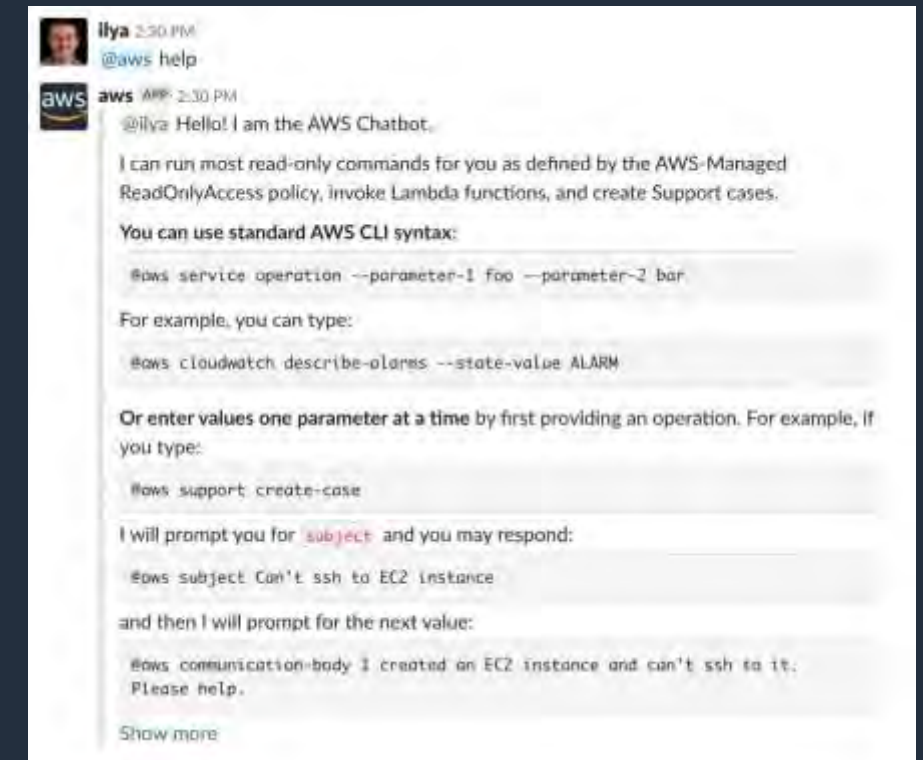 ilya 2:30 PM
@aws help
aws
aws APP 2:30 PM
@ilya Hello! I am the AWS Chatbot.
I can run most read-only commands for you as defined by the AWS-Managed
ReadOnlyAccess policy, invoke Lambda functions, and create Support cases.
You can use standard AWS CLI syntax:
@aws service operation --parameter-1 foo --parameter-2 bar
For example, you can type:
@aws cloudwatch describe-alarms --state-value ALARM
Or enter values one parameter at a time by first providing an operation. For example, if
you type:
@aws support create-case
I will prompt you for subject and you may respond:
@aws subject Can't ssh to EC2 instance
and then I will prompt for the next value:
@aws communication-body I created an EC2 instance and can't ssh to it.
Please help.
Show more